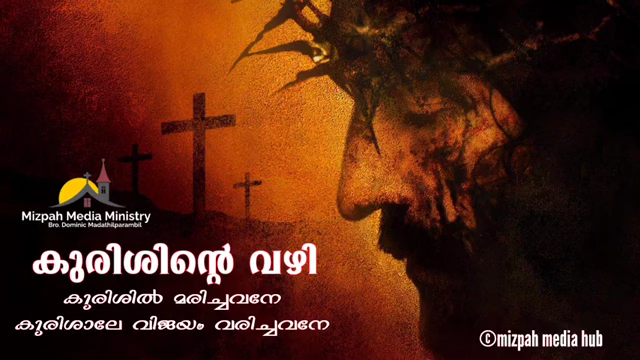 Mizpah Media Ministry
Bro. Dominic Madathilparambil
കുരിശിന്റെ വഴി
കുരിശിൽ മരിച്ചവനേ
കുരിശാലേ വിജയം വരിച്ചവനേ
©mizpah media hub